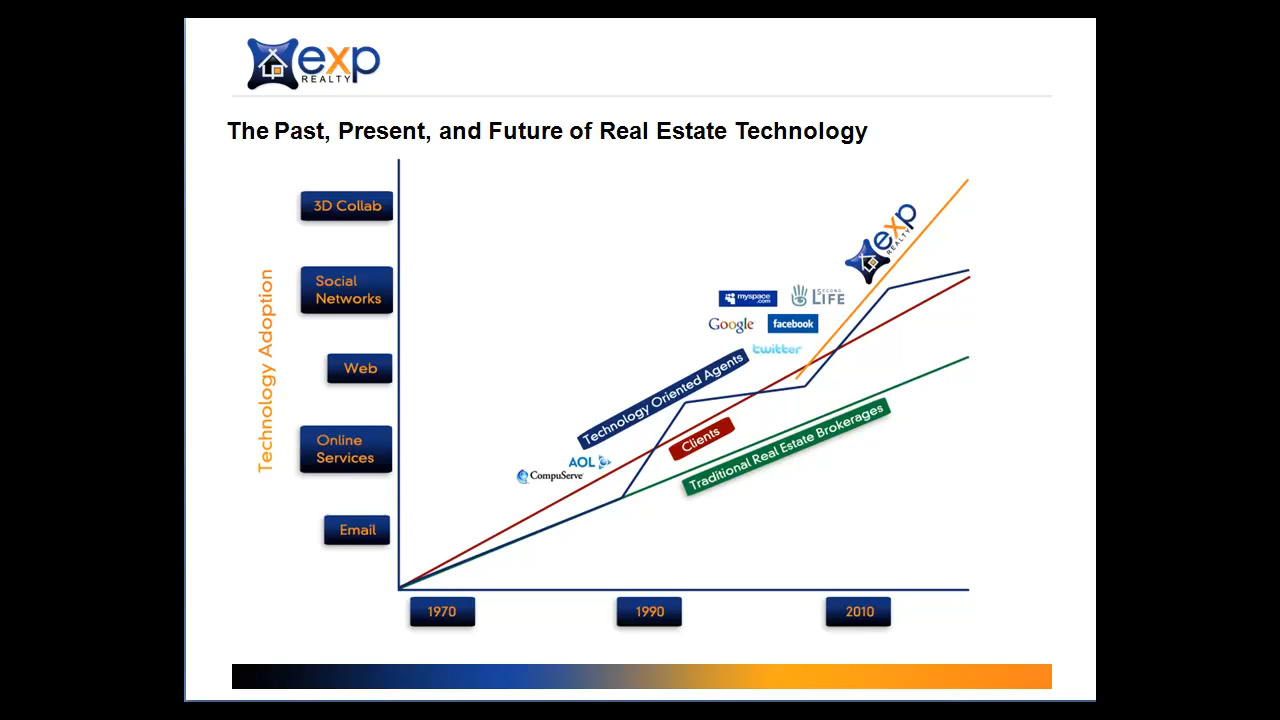 exp
REALTY
The Past, Present, and Future of Real Estate Technology
Technology Adoption
3D Collab
Social
Networks
Web
Online
Services
Email
exp
REALTY
myspace
.com
SECOND
LIFE
Google
facebook
twitter
Technology Oriented Agents
Clients
AOL
CompuServe
Traditional Real Estate Brokerages
1970
1990
2010